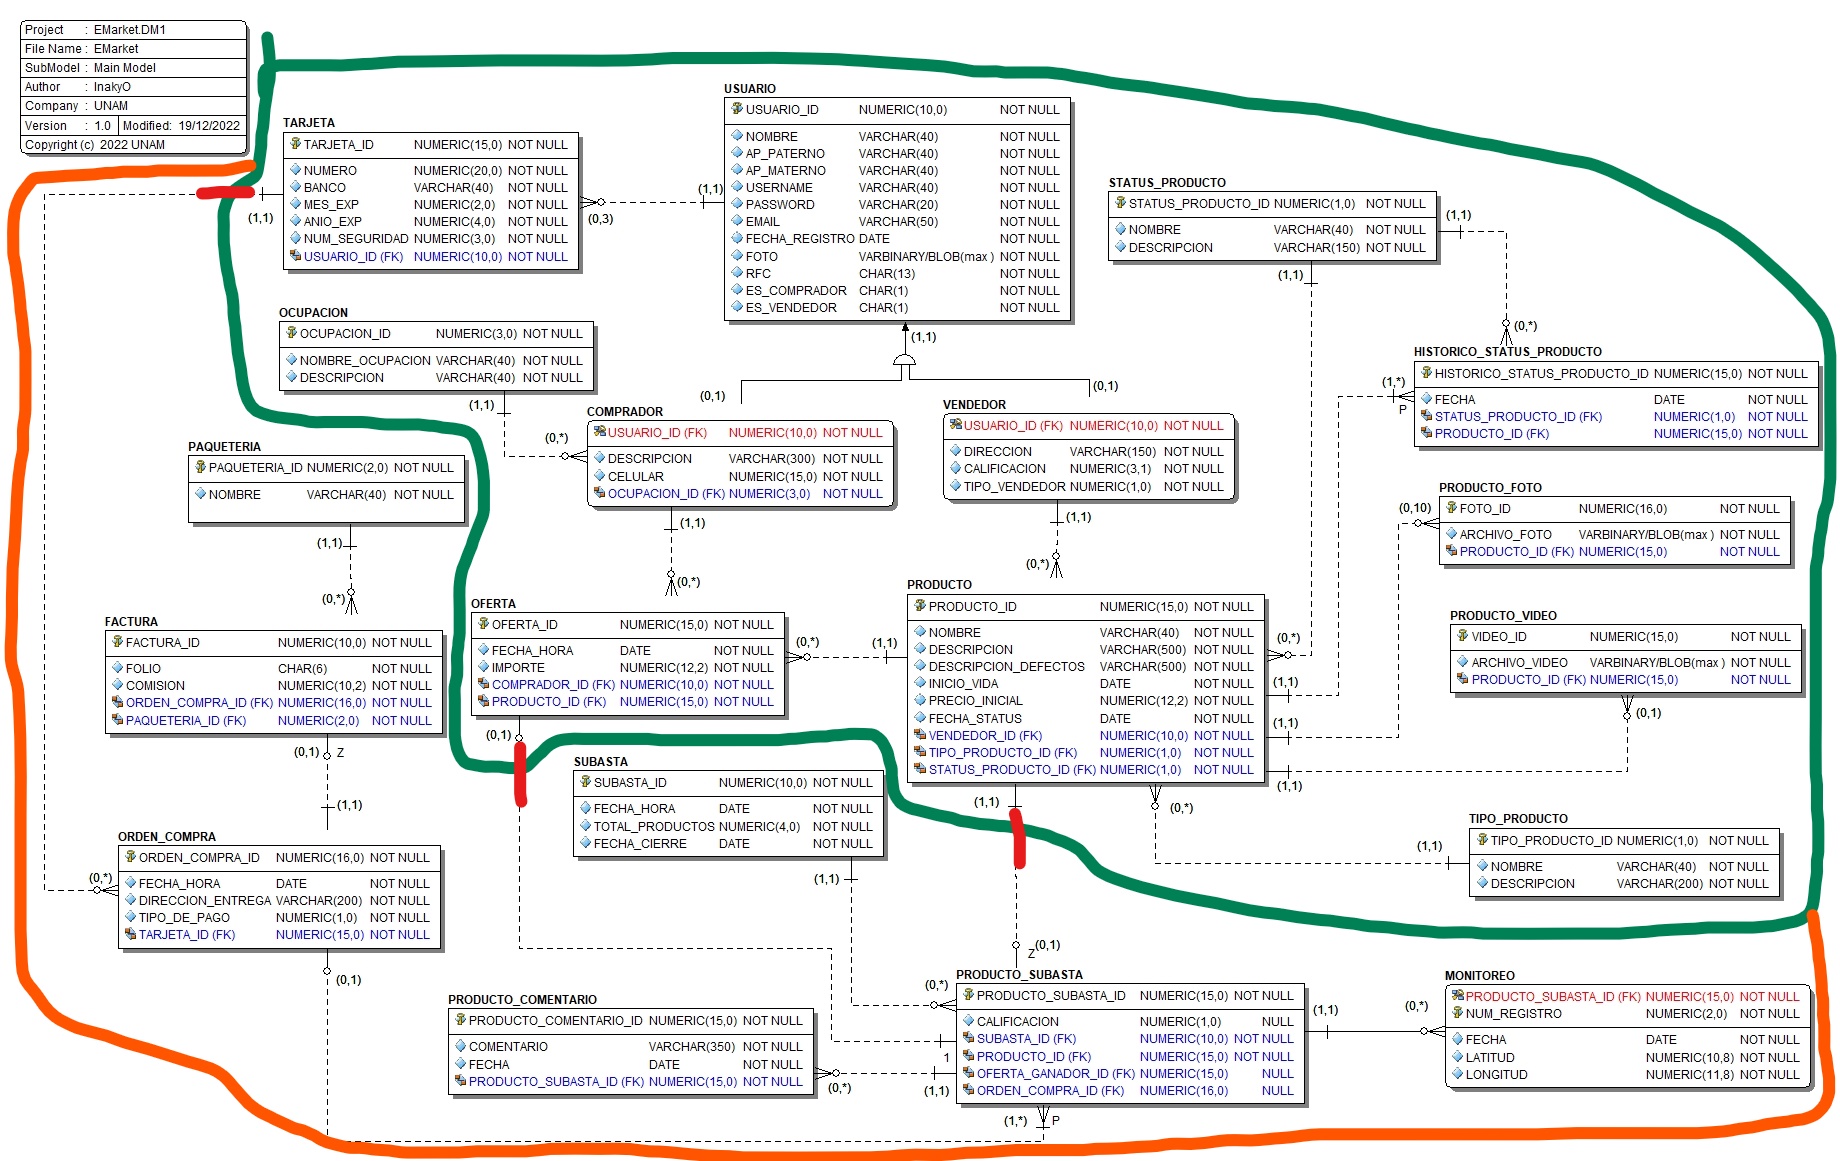 Project : EMarket.DM1
File Name : EMarket
SubModel : Main Model
Author : InakyO
Company : UNAM
Version : 1.0 Modified: 19/12/2022
Copyright (c) 2022 UNAM
TARJETA
TARJETA_ID NUMERIC(15,0) NOT NULL
NUMERO NUMERIC(20,0) NOT NULL
BANCO VARCHAR(40) NOT NULL
MES_EXP NUMERIC(2,0) NOT NULL
ANIO_EXP NUMERIC(4,0) NOT NULL
NUM_SEGURIDAD NUMERIC(3,0) NOT NULL
USUARIO_ID (FK) NUMERIC(10,0) NOT NULL
(1,1)
(0,3)
(1,1)
USUARIO
USUARIO_ID NUMERIC(10,0) NOT NULL
NOMBRE VARCHAR(40) NOT NULL
AP_PATERNO VARCHAR(40) NOT NULL
AP_MATERNO VARCHAR(40) NOT NULL
USERNAME VARCHAR(40) NOT NULL
PASSWORD VARCHAR(20) NOT NULL
EMAIL VARCHAR(50) NOT NULL
FECHA_REGISTRO DATE NOT NULL
FOTO VARBINARY/BLOB(max ) NOT NULL
RFC CHAR(13) NOT NULL
ES_COMPRADOR CHAR(1) NOT NULL
ES_VENDEDOR CHAR(1) NOT NULL
(1,1)
(0,1)
(0,1)
STATUS_PRODUCTO
STATUS_PRODUCTO_ID NUMERIC(1,0) NOT NULL
NOMBRE VARCHAR(40) NOT NULL
DESCRIPCION VARCHAR(150) NOT NULL
(1,1)
(1,1)
(0,*)
HISTORICO_STATUS_PRODUCTO
HISTORICO_STATUS_PRODUCTO_ID NUMERIC(15,0) NOT NULL
FECHA DATE NOT NULL
STATUS_PRODUCTO_ID (FK) NUMERIC(1,0) NOT NULL
PRODUCTO_ID (FK) NUMERIC(15,0) NOT NULL
(1,*)
P
OCUPACION
OCUPACION_ID NUMERIC(3,0) NOT NULL
NOMBRE_OCUPACION VARCHAR(40) NOT NULL
DESCRIPCION VARCHAR(40) NOT NULL
(1,1)
(0,*)
COMPRADOR
USUARIO_ID (FK) NUMERIC(10,0) NOT NULL
DESCRIPCION VARCHAR(300) NOT NULL
CELULAR NUMERIC(15,0) NOT NULL
OCUPACION_ID (FK) NUMERIC(3,0) NOT NULL
(1,1)
(0,*)
VENDEDOR
USUARIO_ID (FK) NUMERIC(10,0) NOT NULL
DIRECCION VARCHAR(150) NOT NULL
CALIFICACION NUMERIC(3,1) NOT NULL
TIPO_VENDEDOR NUMERIC(1,0) NOT NULL
(1,1)
(0,*)
PAQUETERIA
PAQUETERIA_ID NUMERIC(2,0) NOT NULL
NOMBRE VARCHAR(40) NOT NULL
(1,1)
(0,*)
PRODUCTO_FOTO
FOTO_ID NUMERIC(16,0) NOT NULL
ARCHIVO_FOTO VARBINARY/BLOB(max ) NOT NULL
PRODUCTO_ID (FK) NUMERIC(15,0) NOT NULL
(0,10)
FACTURA
FACTURA_ID NUMERIC(10,0) NOT NULL
FOLIO CHAR(6) NOT NULL
COMISION NUMERIC(10,2) NOT NULL
ORDEN_COMPRA_ID (FK) NUMERIC(16,0) NOT NULL
PAQUETERIA_ID (FK) NUMERIC(2,0) NOT NULL
(0,1) Z
(1,1)
OFERTA
OFERTA_ID NUMERIC(15,0) NOT NULL
FECHA_HORA DATE NOT NULL
IMPORTE NUMERIC(12,2) NOT NULL
COMPRADOR_ID (FK) NUMERIC(10,0) NOT NULL
PRODUCTO_ID (FK) NUMERIC(15,0) NOT NULL
(0,*)
(1,1)
(0,1)
PRODUCTO
PRODUCTO_ID NUMERIC(15,0) NOT NULL
NOMBRE VARCHAR(40) NOT NULL
DESCRIPCION VARCHAR(500) NOT NULL
DESCRIPCION_DEFECTOS VARCHAR(500) NOT NULL
INICIO_VIDA DATE NOT NULL
PRECIO_INICIAL NUMERIC(12,2) NOT NULL
FECHA_STATUS DATE NOT NULL
VENDEDOR_ID (FK) NUMERIC(10,0) NOT NULL
TIPO_PRODUCTO_ID (FK) NUMERIC(1,0) NOT NULL
STATUS_PRODUCTO_ID (FK) NUMERIC(1,0) NOT NULL
(0,*)
(1,1)
(1,1)
(1,1)
(1,1)
(0,*)
PRODUCTO_VIDEO
VIDEO_ID NUMERIC(15,0) NOT NULL
ARCHIVO_VIDEO VARBINARY/BLOB(max ) NOT NULL
PRODUCTO_ID (FK) NUMERIC(15,0) NOT NULL
(0,1)
SUBASTA
SUBASTA_ID NUMERIC(10,0) NOT NULL
FECHA_HORA DATE NOT NULL
TOTAL_PRODUCTOS NUMERIC(4,0) NOT NULL
FECHA_CIERRE DATE NOT NULL
(1,1)
TIPO_PRODUCTO
TIPO_PRODUCTO_ID NUMERIC(1,0) NOT NULL
NOMBRE VARCHAR(40) NOT NULL
DESCRIPCION VARCHAR(200) NOT NULL
(1,1)
ORDEN_COMPRA
ORDEN_COMPRA_ID NUMERIC(16,0) NOT NULL
FECHA_HORA DATE NOT NULL
DIRECCION_ENTREGA VARCHAR(200) NOT NULL
TIPO_DE_PAGO NUMERIC(1,0) NOT NULL
TARJETA_ID (FK) NUMERIC(15,0) NOT NULL
(0,*)
(0,1)
Z (0,1)
PRODUCTO_SUBASTA
PRODUCTO_SUBASTA_ID NUMERIC(15,0) NOT NULL
CALIFICACION NUMERIC(1,0) NULL
SUBASTA_ID (FK) NUMERIC(10,0) NOT NULL
PRODUCTO_ID (FK) NUMERIC(15,0) NOT NULL
OFERTA_GANADOR_ID (FK) NUMERIC(15,0) NULL
ORDEN_COMPRA_ID (FK) NUMERIC(16,0) NULL
(0,*)
1
(1,1)
(1,*) P
(1,1)
(0,*)
PRODUCTO_COMENTARIO
PRODUCTO_COMENTARIO_ID NUMERIC(15,0) NOT NULL
COMENTARIO VARCHAR(350) NOT NULL
FECHA DATE NOT NULL
PRODUCTO_SUBASTA_ID (FK) NUMERIC(15,0) NOT NULL
(0,*)
MONITOREO
PRODUCTO_SUBASTA_ID (FK) NUMERIC(15,0) NOT NULL
NUM_REGISTRO NUMERIC(2,0) NOT NULL
FECHA DATE NOT NULL
LATITUD NUMERIC(10,8) NOT NULL
LONGITUD NUMERIC(11,8) NOT NULL